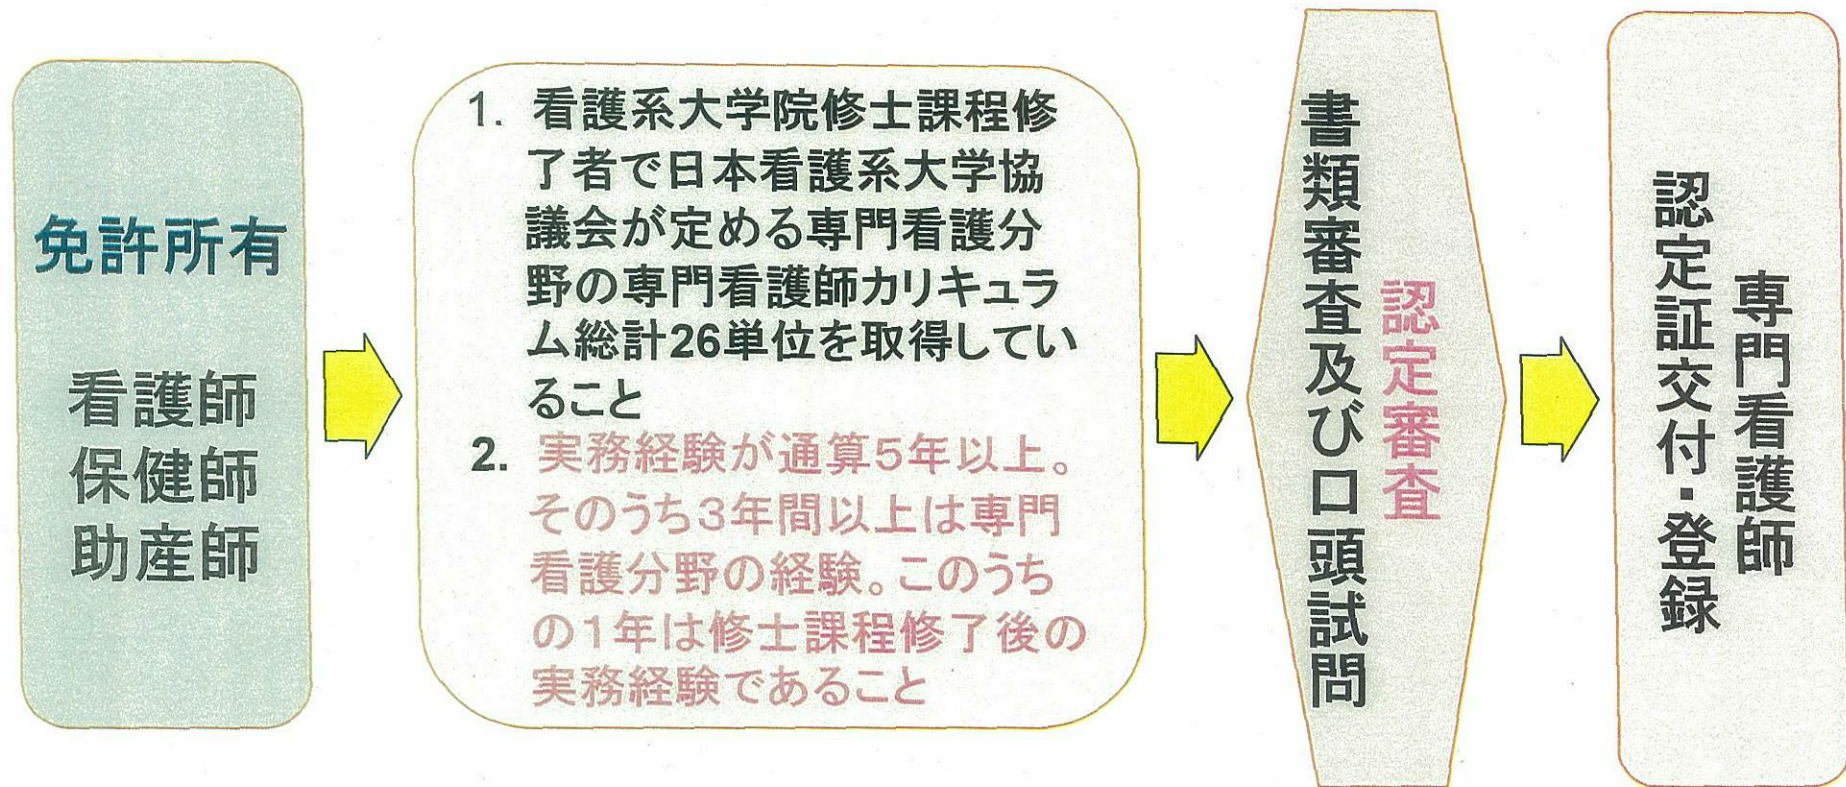 免許所有
看護師
保健師
助産師
1. 看護系大学院修士課程修
了者で日本看護系大学協
議会が定める専門看護分
野の専門看護師カリキュラ
ム総計26単位を取得してい
ること
2. 実務経験が通算5年以上。
そのうち3年間以上は専門
看護分野の経験。このうち
の1年は修士課程修了後の
実務経験であること
認定審査
書類審査及び口頭試問
専門看護師
認定証交付・登録